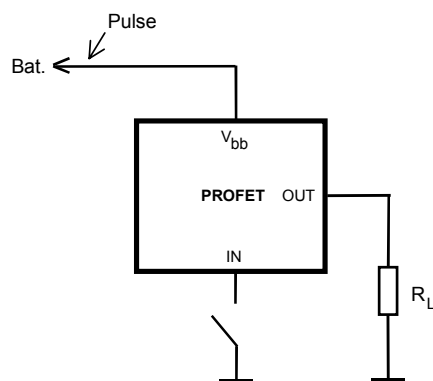 Pulse
Bat.
Vbb
PROFET OUT
IN
RL